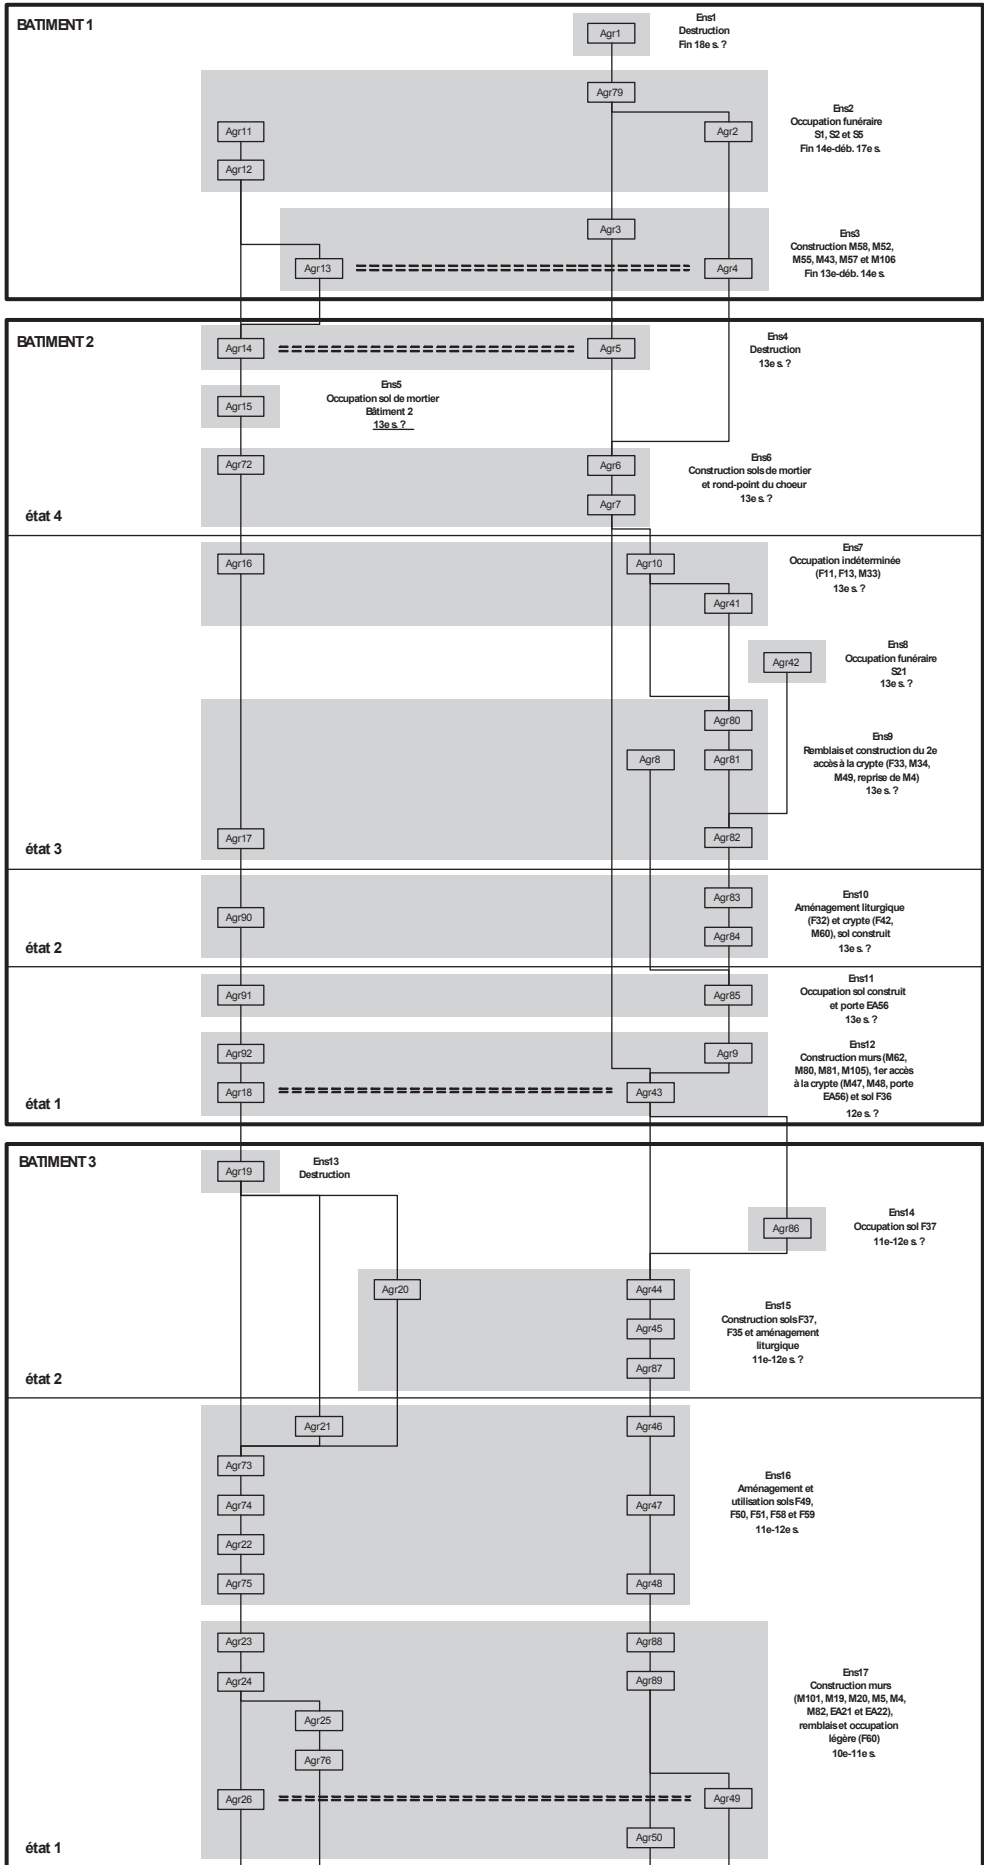 BATIMENT 1
Agr1
Ens1
Destruction
Fin 18e s. ?
Agr79
Agr11
Agr2
Agr12
Ens2
Occupation funéraire
S1, S2 et S5
Fin 14e-déb. 17e s.
Agr3
Agr13
Agr4
Ens3
Construction M58, M52,
M55, M43, M57 et M106
Fin 13e-déb. 14e s.
BATIMENT 2
Agr14
Agr5
Ens4
Destruction
13e s. ?
Agr15
Ens5
Occupation sol de mortier
Bâtiment 2
13e s. ?
Agr72
Agr6
Agr7
Ens6
Construction sols de mortier
et rond-point du choeur
13e s. ?
état 4
Agr16
Agr10
Agr41
Ens7
Occupation indéterminée
(F11, F13, M33)
13e s. ?
Agr42
Ens8
Occupation funéraire
S21
13e s. ?
Agr80
Agr8
Agr81
Agr17
Agr82
Ens9
Remblais et construction du 2e
accès à la crypte (F33, M34,
M49, reprise de M4)
13e s. ?
état 3
Agr83
Agr90
Agr84
Ens10
Aménagement liturgique
(F32) et crypte (F42,
M60), sol construit
13e s. ?
état 2
Agr91
Agr85
Ens11
Occupation sol construit
et porte EA56
13e s. ?
Agr92
Agr9
Agr18
Agr43
Ens12
Construction murs (M62,
M80, M81, M105), 1er accès
à la crypte (M47, M48, porte
EA56) et sol F36
12e s. ?
état 1
BATIMENT 3
Agr19
Ens13
Destruction
Agr86
Ens14
Occupation sol F37
11e-12e s. ?
Agr20
Agr44
Agr45
Agr87
Ens15
Construction sols F37,
F35 et aménagement
liturgique
11e-12e s. ?
état 2
Agr21
Agr46
Agr73
Agr74
Agr47
Agr22
Agr75
Agr48
Ens16
Aménagement et
utilisation sols F49,
F50, F51, F58 et F59
11e-12e s.
Agr23
Agr88
Agr24
Agr89
Agr25
Agr76
Agr26
Agr49
Agr50
Ens17
Construction murs
(M101, M19, M20, M5, M4,
M82, EA21 et EA22),
remblais et occupation
légère (F60)
10e-11e s.
état 1